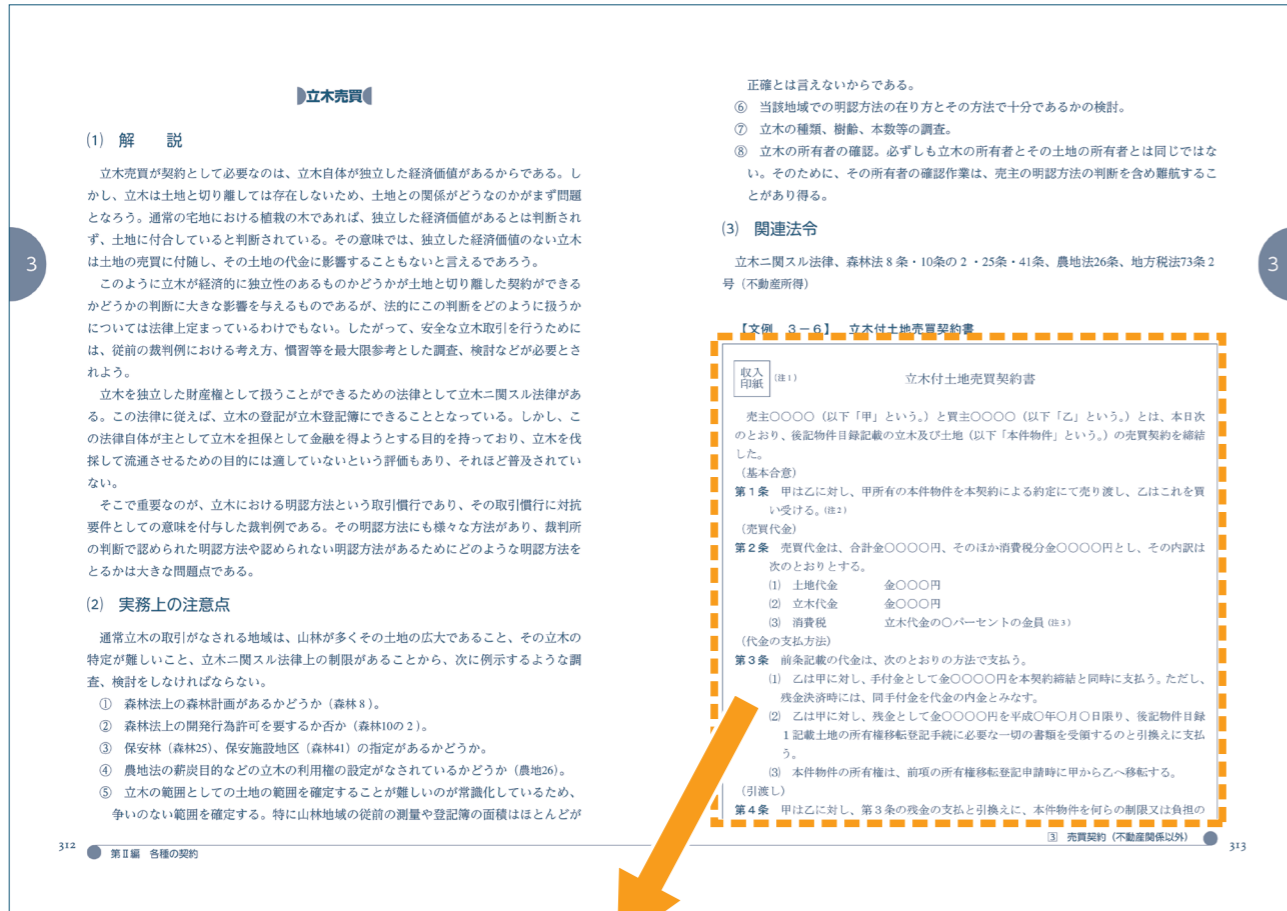 立木売買
⑴ 解　　説
立木売買が契約として必要なのは、立木自体が独立した経済価値があるからである。し
かし、立木は土地と切り離しては存在しないため、土地との関係がどうなのかがまず問題
となろう。通常の宅地における植栽の木であれば、独立した経済価値があるとは判断され
ず、土地に付合していると判断されている。その意味では、独立した経済価値のない立木
は土地の売買に付随し、その土地の代金に影響することもないと言えるであろう。
このように立木が経済的に独立性のあるものかどうかが土地と切り離した契約ができる
かどうかの判断に大きな影響を与えるものであるが、法的にこの判断をどのように扱うか
については法律上定まっているわけでもない。したがって、安全な立木取引を行うために
は、従前の裁判例における考え方、慣習等を最大限参考とした調査、検討などが必要とさ
れよう。
立木を独立した財産権として扱うことができるための法律として立木ニ関スル法律があ
る。この法律に従えば、立木の登記が立木登記簿にできることとなっている。しかし、こ
の法律自体が主として立木を担保として金融を得ようとする目的を持っており、立木を伐
採して流通させるための目的には適していないという評価もあり、それほど普及されてい
ない。
そこで重要なのが、立木における明認方法という取引慣行であり、その取引慣行に対抗
要件としての意味を付与した裁判例である。その明認方法にも様々な方法があり、裁判所
の判断で認められた明認方法や認められない明認方法があるためにどのような明認方法を
とるかは大きな問題点である。
⑵ 実務上の注意点
通常立木の取引がなされる地域は、山林が多くその土地の広大であること、その立木の
特定が難しいこと、立木ニ関スル法律上の制限があることから、次に例示するような調
査、検討をしなければならない。
① 森林法上の森林計画があるかどうか（森林８）。
② 森林法上の開発行為許可を要するか否か（森林10の２）。
③ 保安林（森林25）、保安施設地区（森林41）の指定があるかどうか。
④ 農地法の薪炭目的などの立木の利用権の設定がなされているかどうか（農地26）。
⑤ 立木の範囲としての土地の範囲を確定することが難しいのが常識化しているため、
争いのない範囲を確定する。特に山林地域の従前の測量や登記簿の面積はほとんどが
3
312 第Ⅱ編 各種の契約
正確とは言えないからである。
⑥ 当該地域での明認方法の在り方とその方法で十分であるかの検討。
⑦ 立木の種類、樹齢、本数等の調査。
⑧ 立木の所有者の確認。必ずしも立木の所有者とその土地の所有者とは同じではな
い。そのために、その所有者の確認作業は、売主の明認方法の判断を含め難航するこ
とがあり得る。
⑶ 関連法令
立木ニ関スル法律、森林法８条・10条の２・25条・41条、農地法26条、地方税法73条２
号（不動産所得）
3
【文例 ３－６】 立木付土地売買契約書
収入
印紙 （注１） 立木付土地売買契約書
売主○○○○（以下「甲」という。）と買主○○○○（以下「乙」という。）とは、本日次
のとおり、後記物件目録記載の立木及び土地（以下「本件物件」という。）の売買契約を締結
した。
（基本合意）
第１条 甲は乙に対し、甲所有の本件物件を本契約による約定にて売り渡し、乙はこれを買
い受ける。（注２）
（売買代金）
第２条 売買代金は、合計金○○○○円、そのほか消費税分金○○○○円とし、その内訳は
次のとおりとする。
⑴ 土地代金 金○○○円
⑵ 立木代金 金○○○円
⑶ 消費税 立木代金の○パーセントの金員（注３）
（代金の支払方法）
第３条 前条記載の代金は、次のとおりの方法で支払う。
⑴ 乙は甲に対し、手付金として金○○○○円を本契約締結と同時に支払う。ただし、
残金決済時には、同手付金を代金の内金とみなす。
⑵ 乙は甲に対し、残金として金○○○○円を平成○年○月○日限り、後記物件目録
１記載土地の所有権移転登記手続に必要な一切の書類を受領するのと引換えに支払
う。
⑶ 本件物件の所有権は、前項の所有権移転登記申請時に甲から乙へ移転する。
（引渡し）
第４条 甲は乙に対し、第３条の残金の支払と引換えに、本件物件を何らの制限又は負担の
③ 売買契約（不動産関係以外） 313